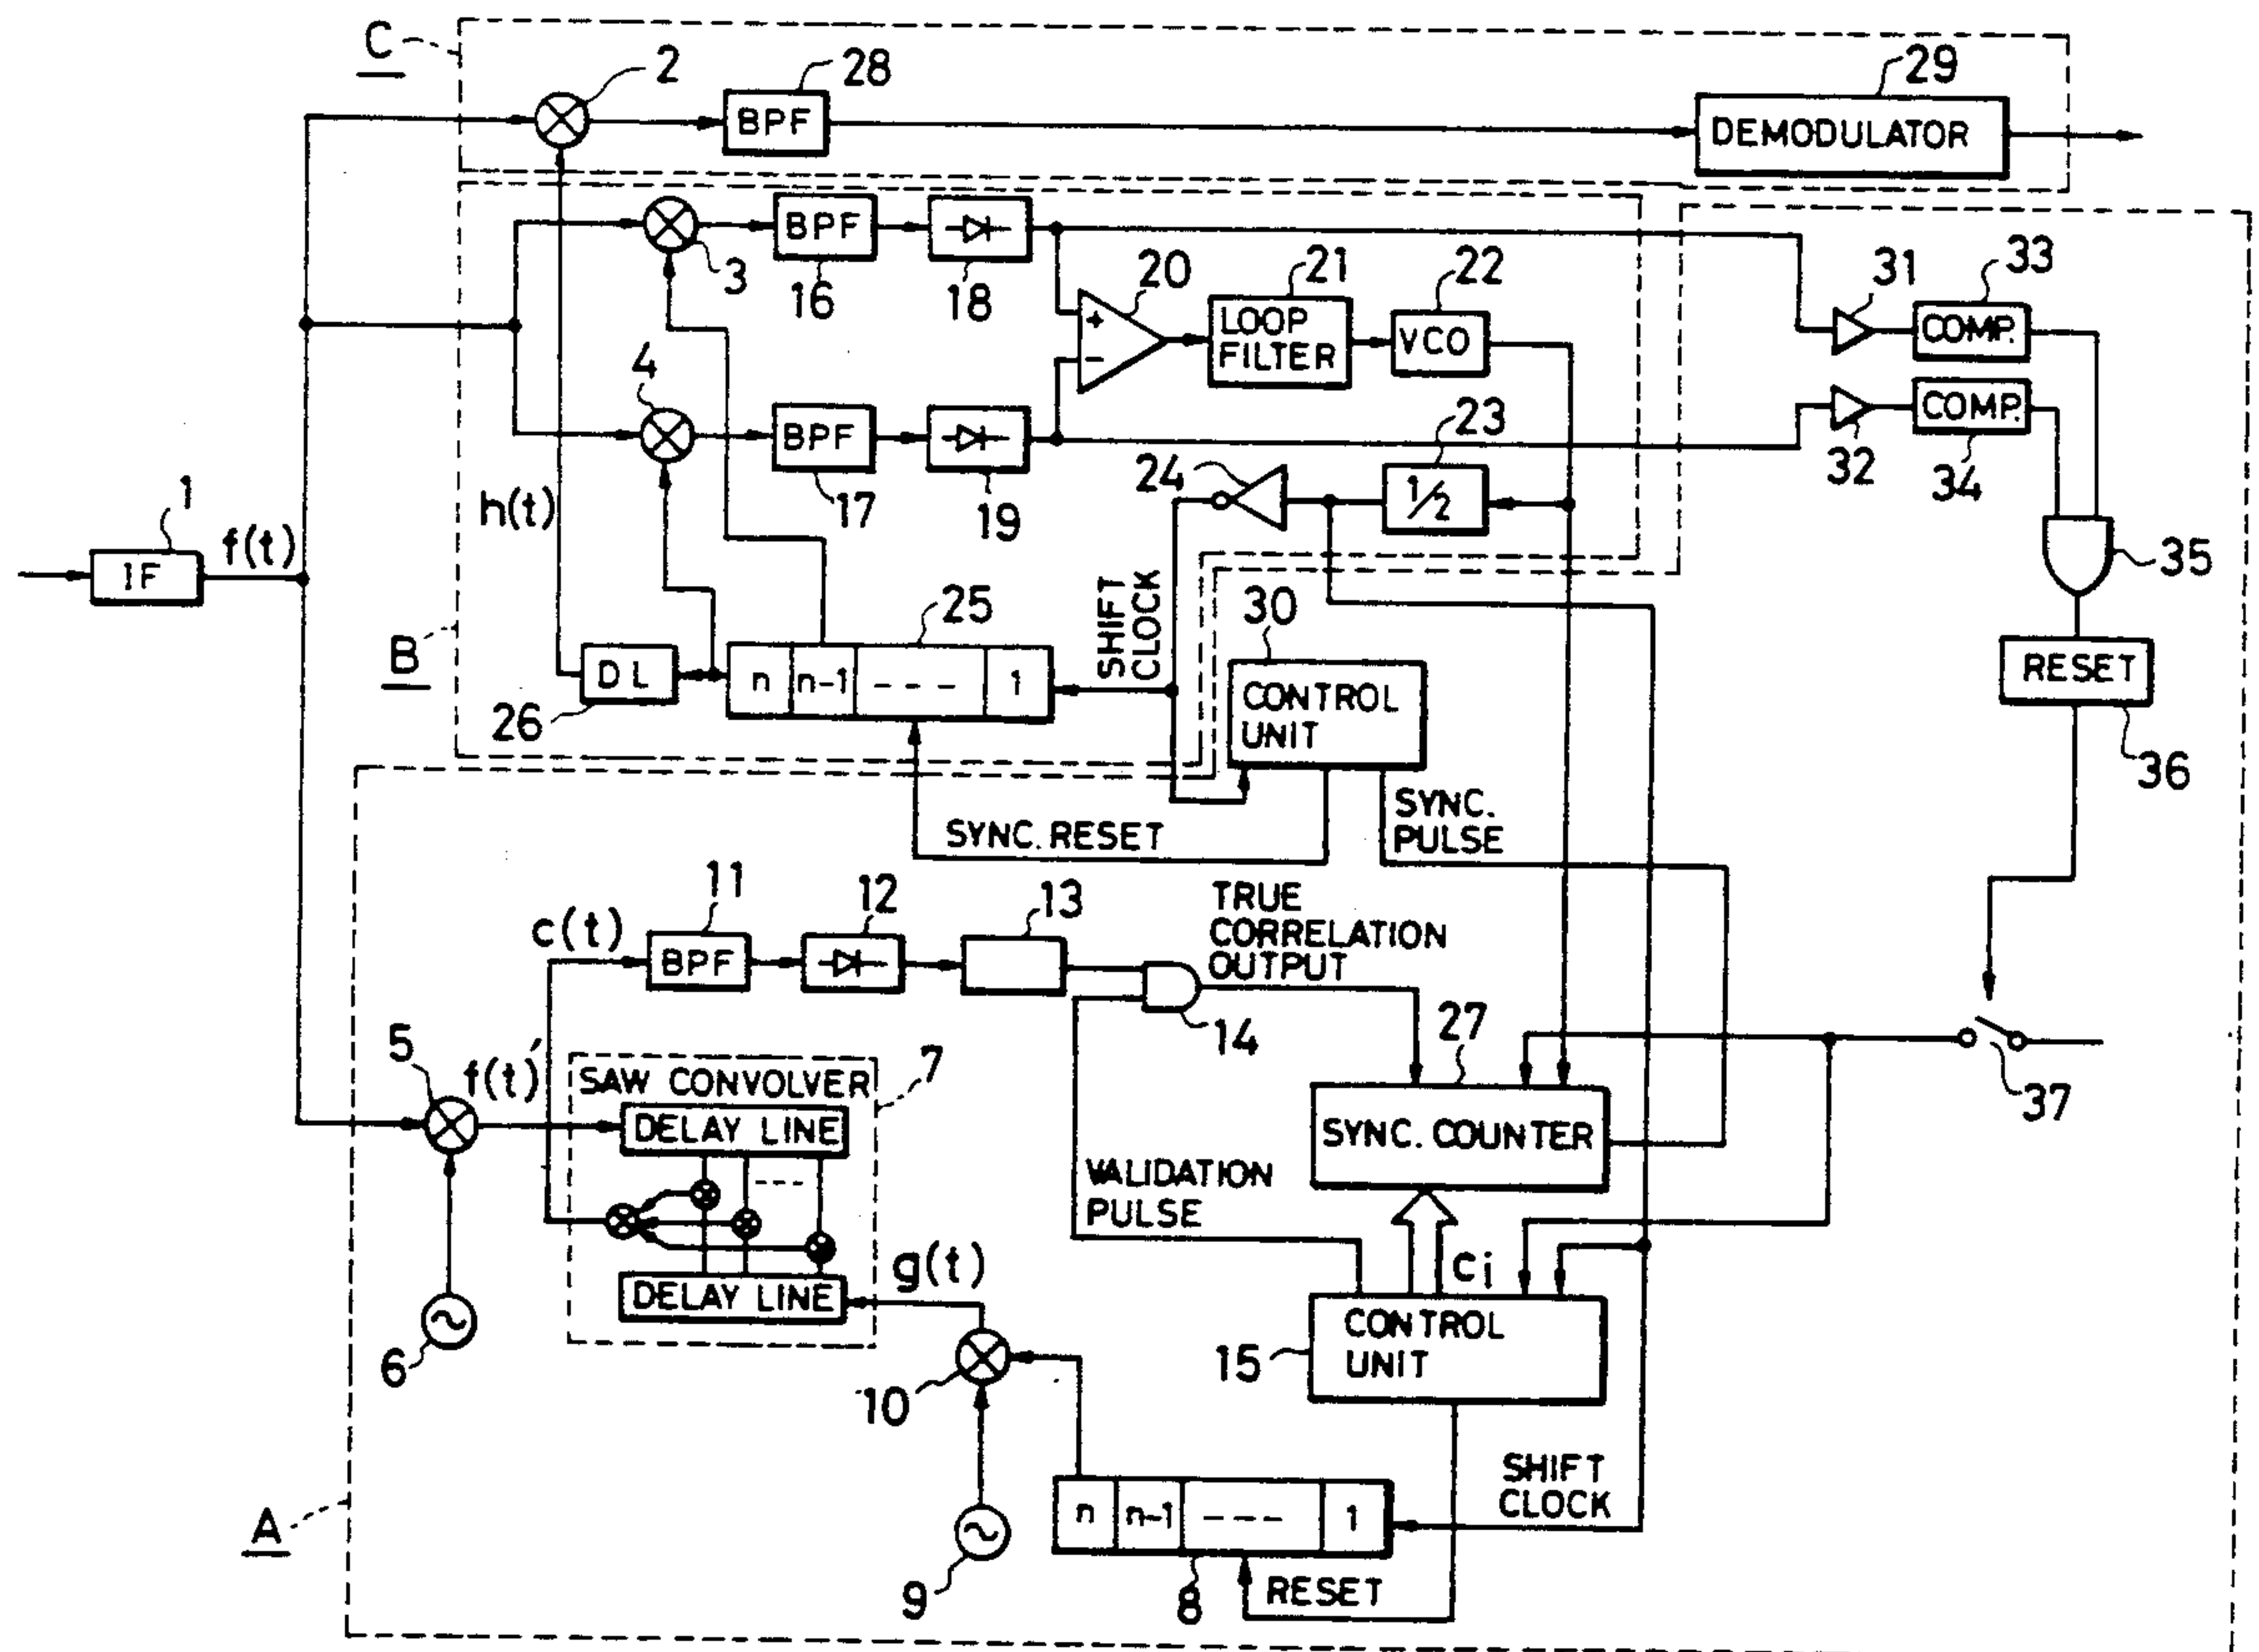 C
2
28
BPF
29
DEMODULATOR
3
BPF
16
18
20
+
-
21
LOOP
FILTER
22
VCO
31
33
COMP.
4
BPF
17
19
23
1/2
24
32
COMP.
34
35
h(t)
1
IF
f(t)
B
DL
26
25
n
n-1
----
1
SHIFT
CLOCK
30
CONTROL
UNIT
RESET
36
SYNC. RESET
SYNC.
PULSE
c(t)
11
BPF
12
13
14
TRUE
CORRELATION
OUTPUT
27
SYNC. COUNTER
37
5
f(t)'
SAW CONVOLVER
7
DELAY LINE
----
DELAY LINE
6
g(t)
10
9
VALIDATION
PULSE
Ci
15
CONTROL
UNIT
A
n
n-1
----
1
8
RESET
SHIFT
CLOCK